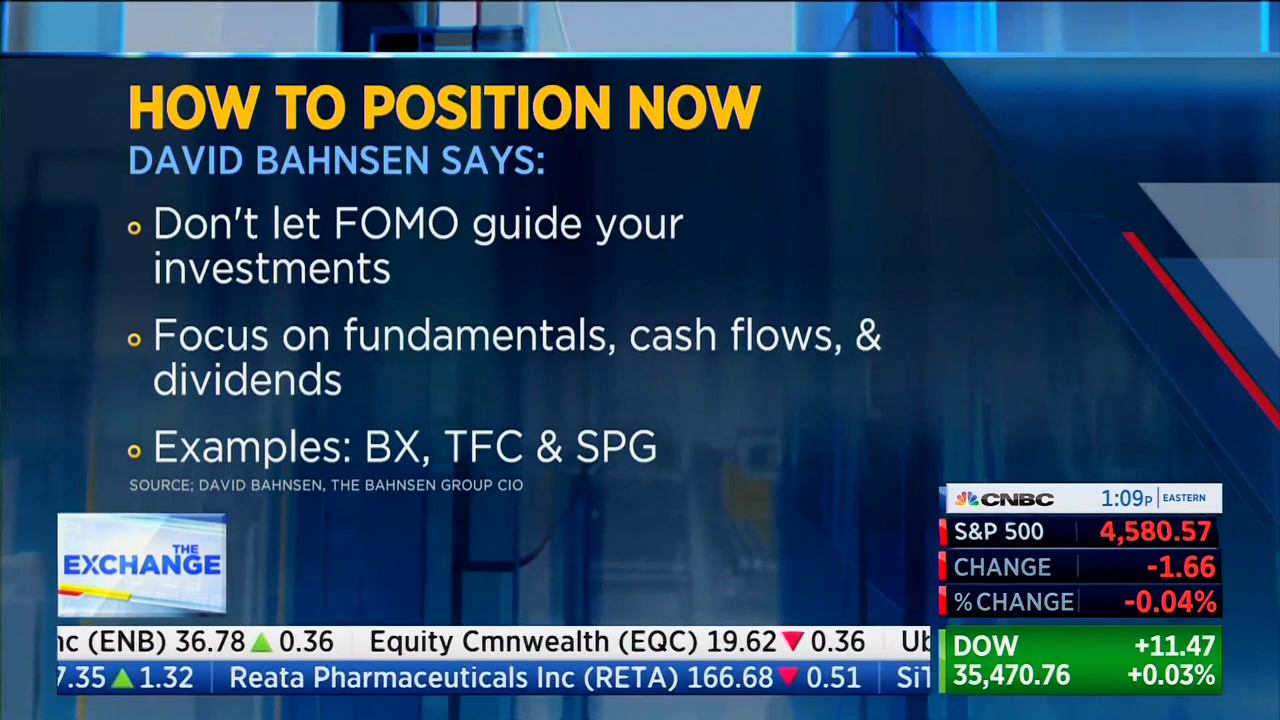 HOW TO POSITION NOW
DAVID BAHNSEN SAYS:
Don't let FOMO guide your
investments
Focus on fundamentals, cash flows, &
dividends
Examples: BX, TFC & SPG
SOURCE; DAVID BAHNSEN, THE BAHNSEN GROUP CIO
THE
EXCHANGE
CNBC 1:09P EASTERN
S&P 500 4,580.57
CHANGE -1.66
% CHANGE -0.04%
DOW +11.47
35,470.76 +0.03%
nc (ENB) 36.78 0.36 Equity Cmnwealth (EQC) 19.62 0.36
7.35 1.32 Reata Pharmaceuticals Inc (RETA) 166.68 0.51